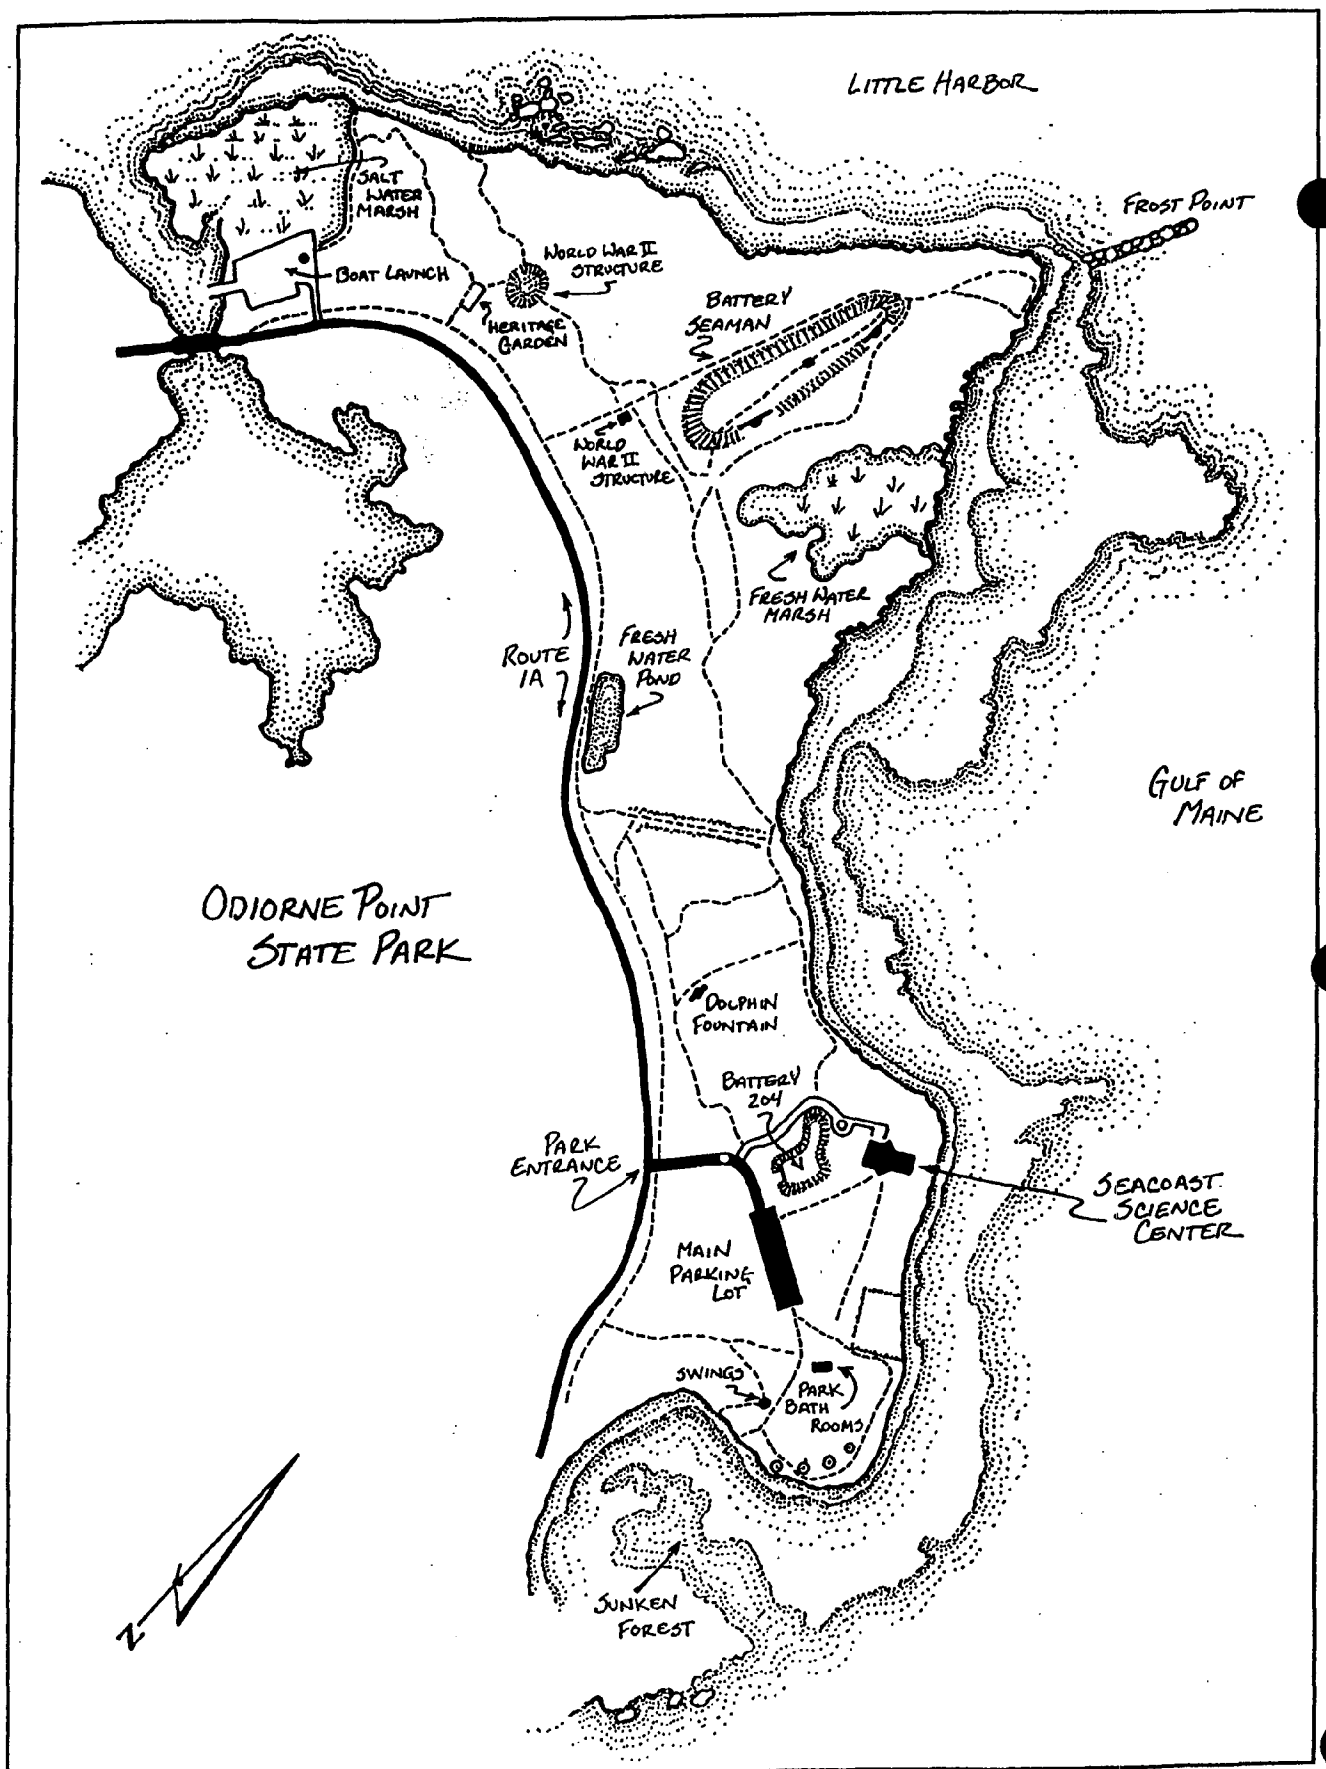 LITTLE HARBOR
FROST POINT
SALT
WATER
MARSH
BOAT LAUNCH
WORLD WAR II
STRUCTURE
HERITAGE
GARDEN
BATTERY
SEAMAN
WORLD
WAR II
STRUCTURE
FRESH WATER
MARSH
ROUTE
1A
FRESH
WATER
POND
GULF OF
MAINE
ODIORNE POINT
STATE PARK
DOLPHIN
FOUNTAIN
BATTERY
204
PARK
ENTRANCE
SEACOAST
SCIENCE
CENTER
MAIN
PARKING
LOT
SWINGS
PARK
BATH
ROOMS
SUNKEN
FOREST
N